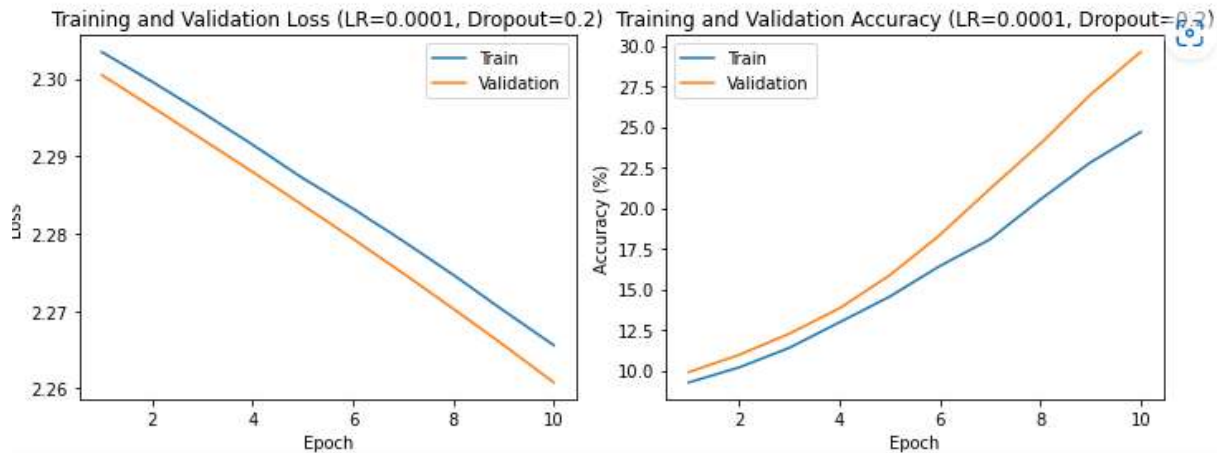 Training and Validation Loss (LR=0.0001, Dropout=0.2)
2.30
2.29
2.28
2.27
2.26
Loss
Train
Validation
2
4
6
8
10
Epoch
Training and Validation Accuracy (LR=0.0001, Dropout=0.2)
30.0
27.5
25.0
22.5
20.0
17.5
15.0
12.5
10.0
Accuracy (%)
Train
Validation
2
4
6
8
10
Epoch